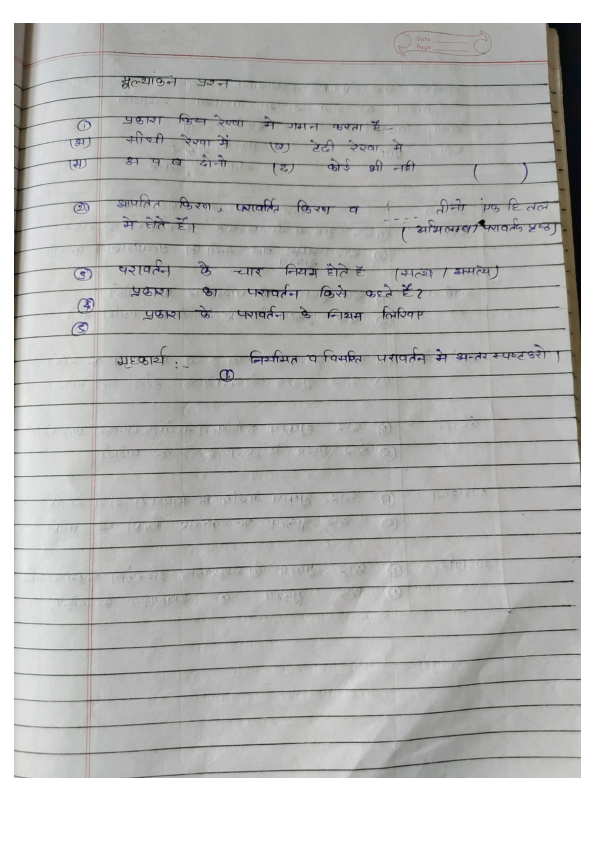 Date
Page
मूल्यांकन प्रश्न
① प्रकाश किस रेखा में गमन करता है:-
(अ) सीधी रेखा में (ब) टेढी रेखा में
(स) अ व ब दोनो (द) कोई भी नही ( )
② आपतित किरण, परावर्तित किरण व .... तीनो एक हि तल
मे होते हैं। (अभिलम्ब/परावर्तक पृष्ठ)
③ परावर्तन के चार नियम होते है (सत्य / असत्य)
④ प्रकाश का परावर्तन किसे कहते हैं?
⑤ प्रकाश के परावर्तन के नियम लिखिए
गृहकार्य :- ① नियमित व विसरित परावर्तन मे अन्तर स्पष्ट करो।